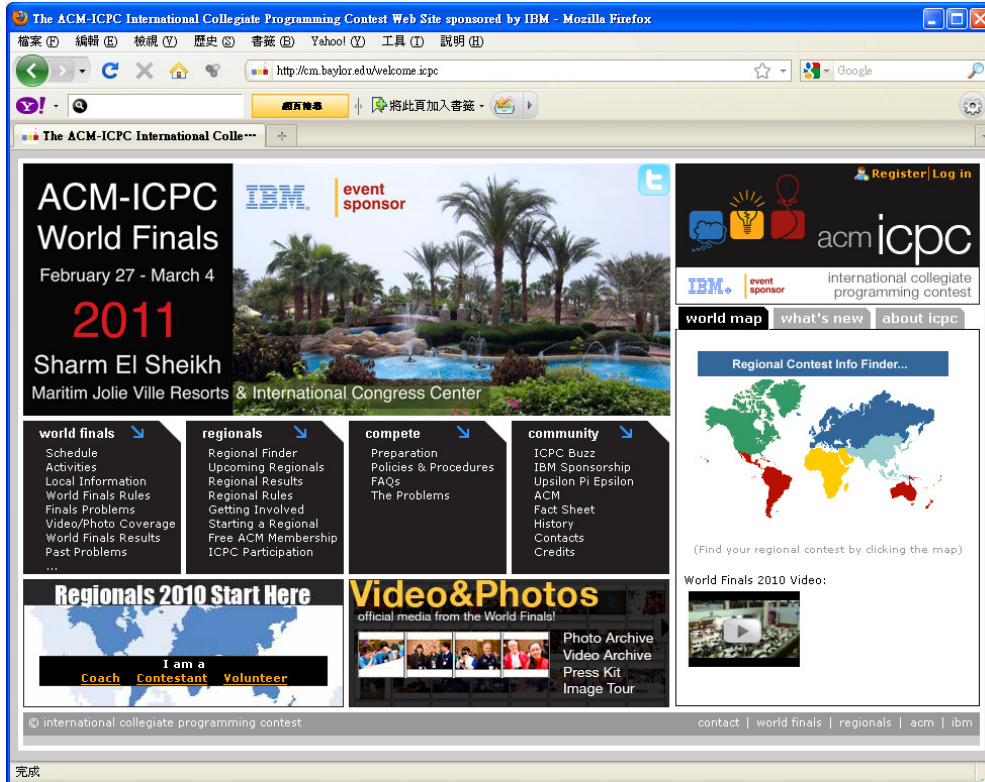 The ACM-ICPC International Collegiate Programming Contest Web Site sponsored by IBM - Mozilla Firefox
檔案(F) 編輯(E) 檢視(V) 歷史(S) 書籤(B) Yahoo!(Y) 工具(T) 說明(H)
http://cm.baylor.edu/welcome.icpc
Google
Y! 網頁搜尋 將此頁加入書籤
The ACM-ICPC International Colle...
ACM-ICPC
World Finals
February 27 - March 4
2011
Sharm El Sheikh
Maritim Jolie Ville Resorts & International Congress Center
IBM. event
sponsor
Register|Log in
acm icpc
IBM. event
sponsor
international collegiate
programming contest
world map what's new about icpc
Regional Contest Info Finder...
(Find your regional contest by clicking the map)
World Finals 2010 Video:
world finals
Schedule
Activities
Local Information
World Finals Rules
Finals Problems
Video/Photo Coverage
World Finals Results
Past Problems
...
regionals
Regional Finder
Upcoming Regionals
Regional Results
Regional Rules
Getting Involved
Starting a Regional
Free ACM Membership
ICPC Participation
compete
Preparation
Policies & Procedures
FAQs
The Problems
community
ICPC Buzz
IBM Sponsorship
Upsilon Pi Epsilon
ACM
Fact Sheet
History
Contacts
Credits
Regionals 2010 Start Here
I am a
Coach Contestant Volunteer
Video&Photos
official media from the World Finals!
Photo Archive
Video Archive
Press Kit
Image Tour
© international collegiate programming contest
contact | world finals | regionals | acm | ibm
完成